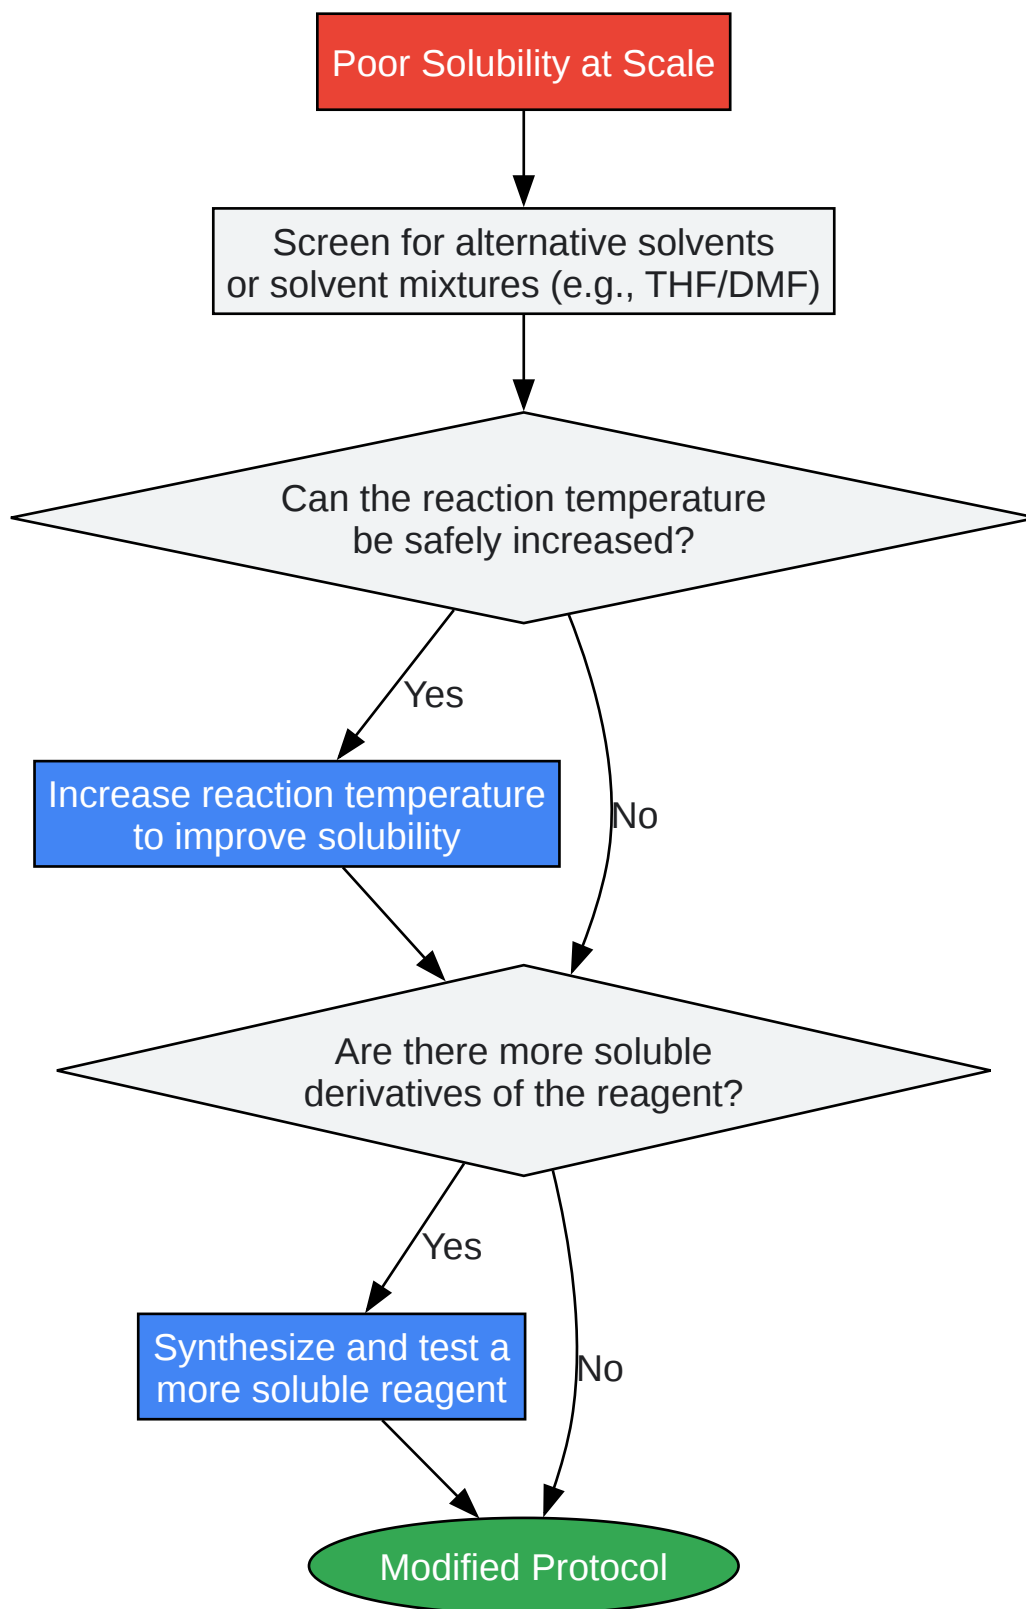 Poor Solubility at Scale
Screen for alternative solvents
or solvent mixtures (e.g., THF/DMF)
Can the reaction temperature
be safely increased?
Yes
Increase reaction temperature
to improve solubility
No
Are there more soluble
derivatives of the reagent?
Yes
Synthesize and test a
more soluble reagent
No
Modified Protocol